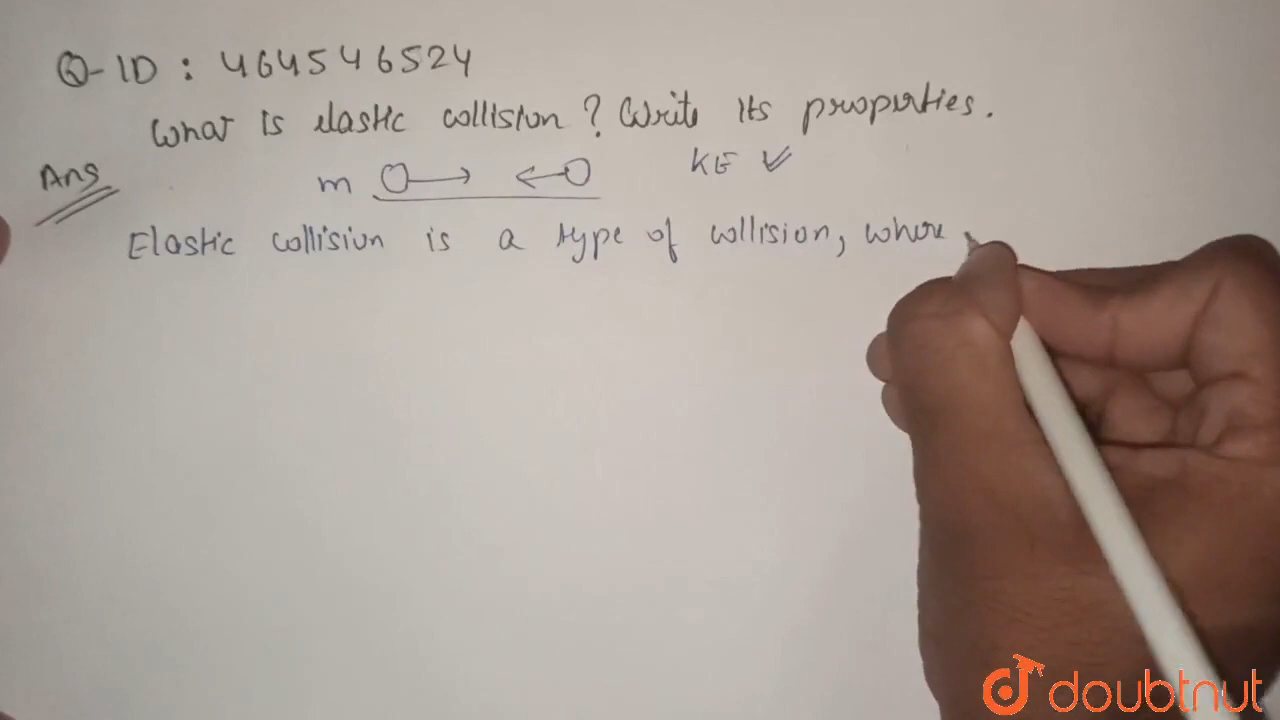 Q-ID : 464546524
What is elastic collision? Write its properties.
Ans
m
KE
Elastic collision is a type of collision, where
doubtnut